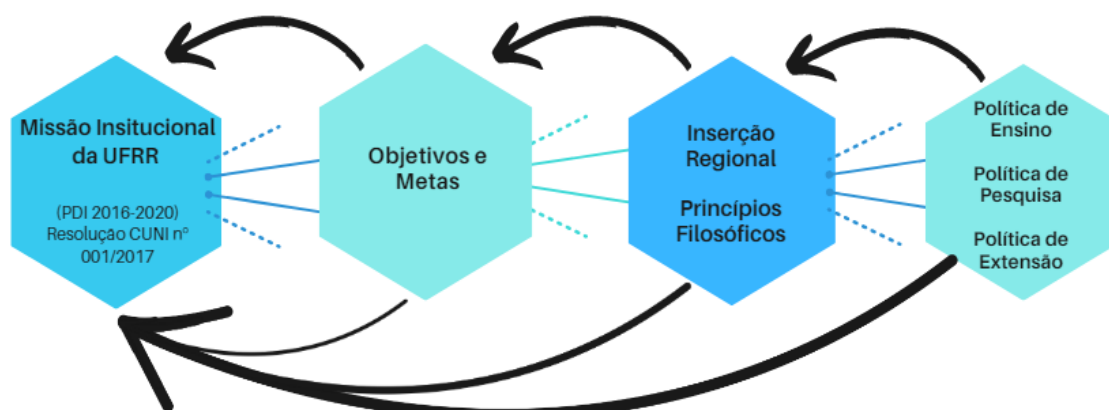 Missão Insitucional
da UFRR
(PDI 2016-2020)
Resolução CUNI nº
001/2017
Objetivos e
Metas
Inserção
Regional
Princípios
Filosóficos
Política de
Ensino
Política de
Pesquisa
Política de
Extensão